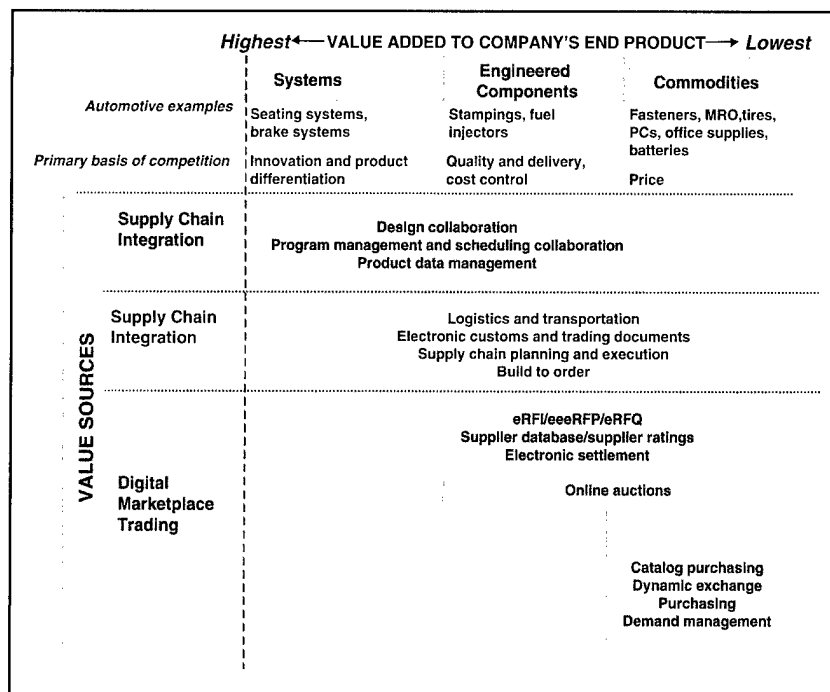 Highest ← VALUE ADDED TO COMPANY'S END PRODUCT → Lowest
Systems
Engineered
Components
Commodities
Automotive examples
Seating systems,
brake systems
Stampings, fuel
injectors
Fasteners, MRO,tires,
PCs, office supplies,
batteries
Primary basis of competition
Innovation and product
differentiation
Quality and delivery,
cost control
Price
VALUE SOURCES
Supply Chain
Integration
Design collaboration
Program management and scheduling collaboration
Product data management
Supply Chain
Integration
Logistics and transportation
Electronic customs and trading documents
Supply chain planning and execution
Build to order
Digital
Marketplace
Trading
eRFI/eeeRFP/eRFQ
Supplier database/supplier ratings
Electronic settlement
Online auctions
Catalog purchasing
Dynamic exchange
Purchasing
Demand management